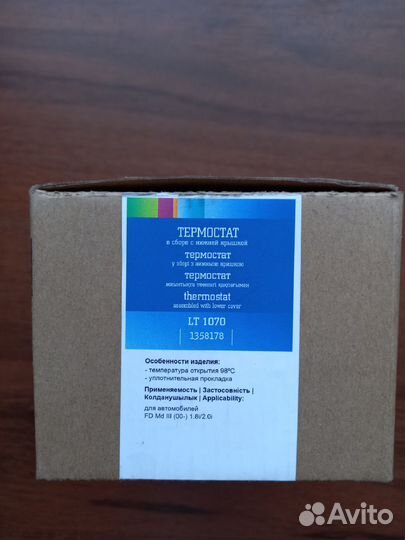 ТЕРМОСТАТ
в сборе с нижней крышкой
термостат
у зборі з нижньою кришкою
термостат
жиынтықта төменгі қақпағымен
thermostat
assembled with lower cover
LT 1070
1358178
Особенности изделия:
- температура открытия 98ºC
- уплотнительная прокладка
Применяемость | Застосовність |
Колданушылык | Applicability:
для автомобилей
FD Md III (00-) 1.8i/2.0i
Avito